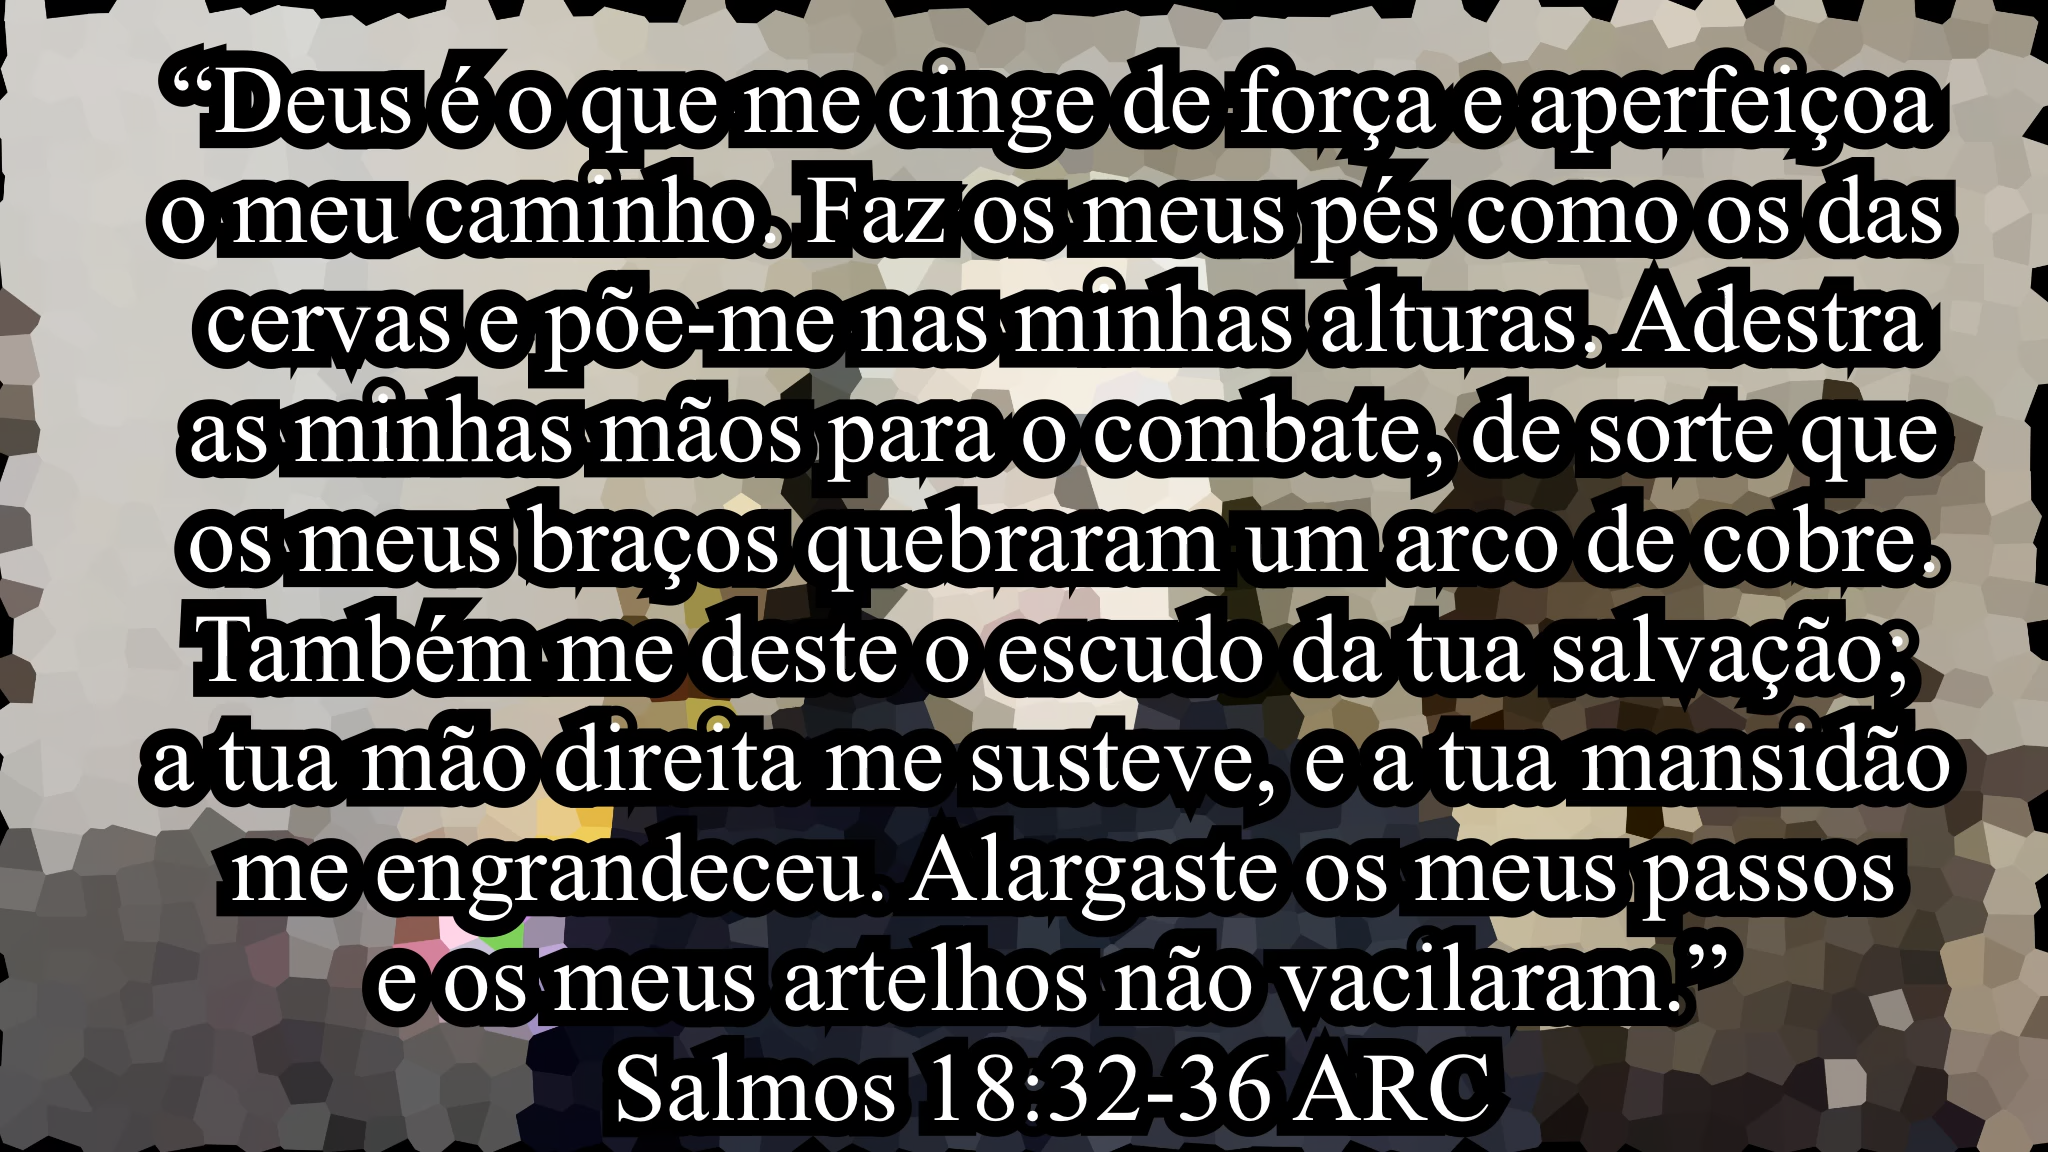 “Deus é o que me cinge de força e aperfeiçoa
o meu caminho. Faz os meus pés como os das
cervas e põe-me nas minhas alturas. Adestra
as minhas mãos para o combate, de sorte que
os meus braços quebraram um arco de cobre.
Também me deste o escudo da tua salvação;
a tua mão direita me susteve, e a tua mansidão
me engrandeceu. Alargaste os meus passos
e os meus artelhos não vacilaram.”
Salmos 18:32-36 ARC